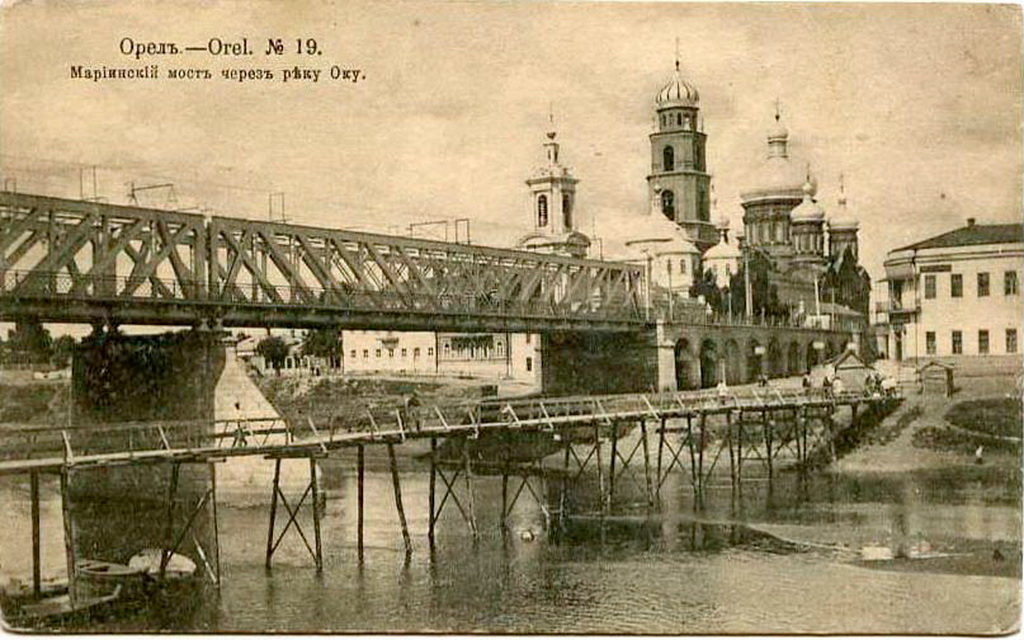 Орелъ.—Orel. № 19.
Маріинскій мостъ черезъ рѣку Оку.